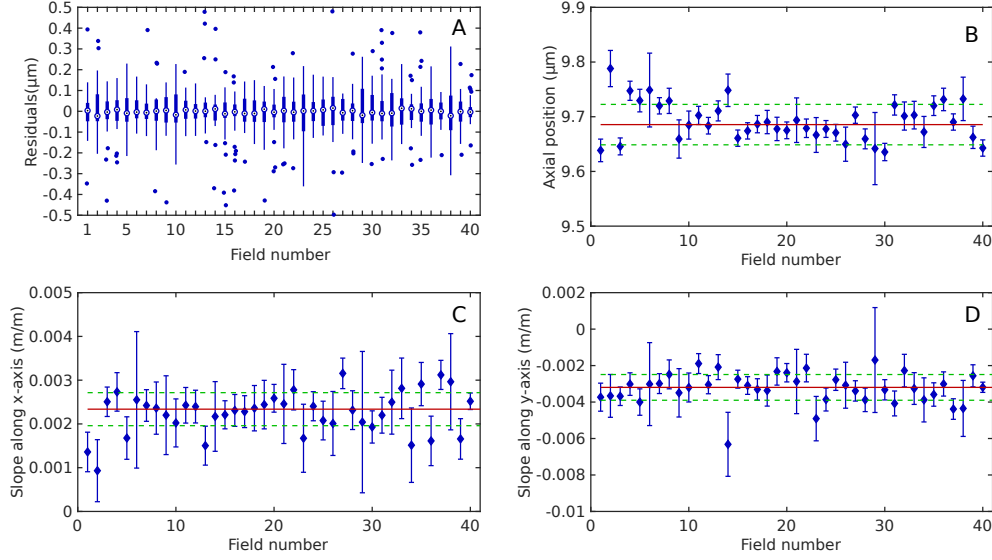 A
Residuals(μm)
0.5
0.4
0.3
0.2
0.1
0
-0.1
-0.2
-0.3
-0.4
-0.5
1 5 10 15 20 25 30 35 40
Field number
B
Axial position (μm)
9.9
9.8
9.7
9.6
9.5
0 10 20 30 40
Field number
C
Slope along x-axis (m/m)
0.005
0.004
0.003
0.002
0.001
0
0 10 20 30 40
Field number
D
Slope along y-axis (m/m)
0.002
0
-0.002
-0.004
-0.006
-0.008
-0.01
0 10 20 30 40
Field number